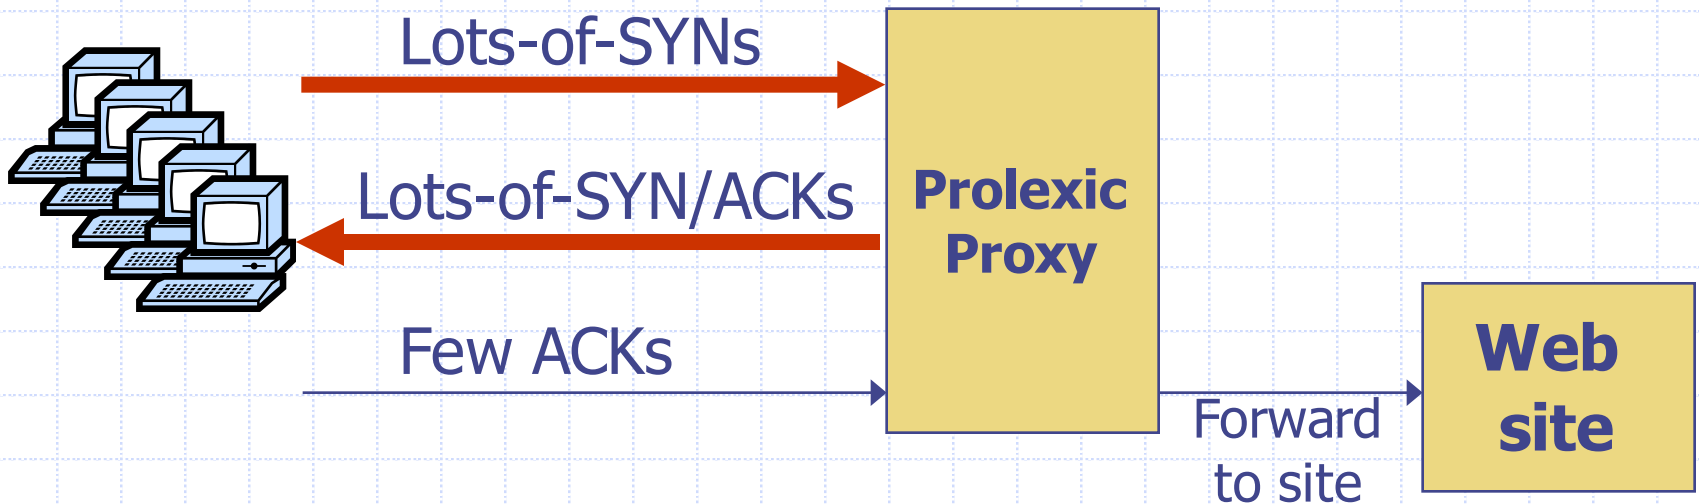 Lots-of-SYNs
Lots-of-SYN/ACKs
Few ACKs
Prolexic
Proxy
Forward
to site
Web
site